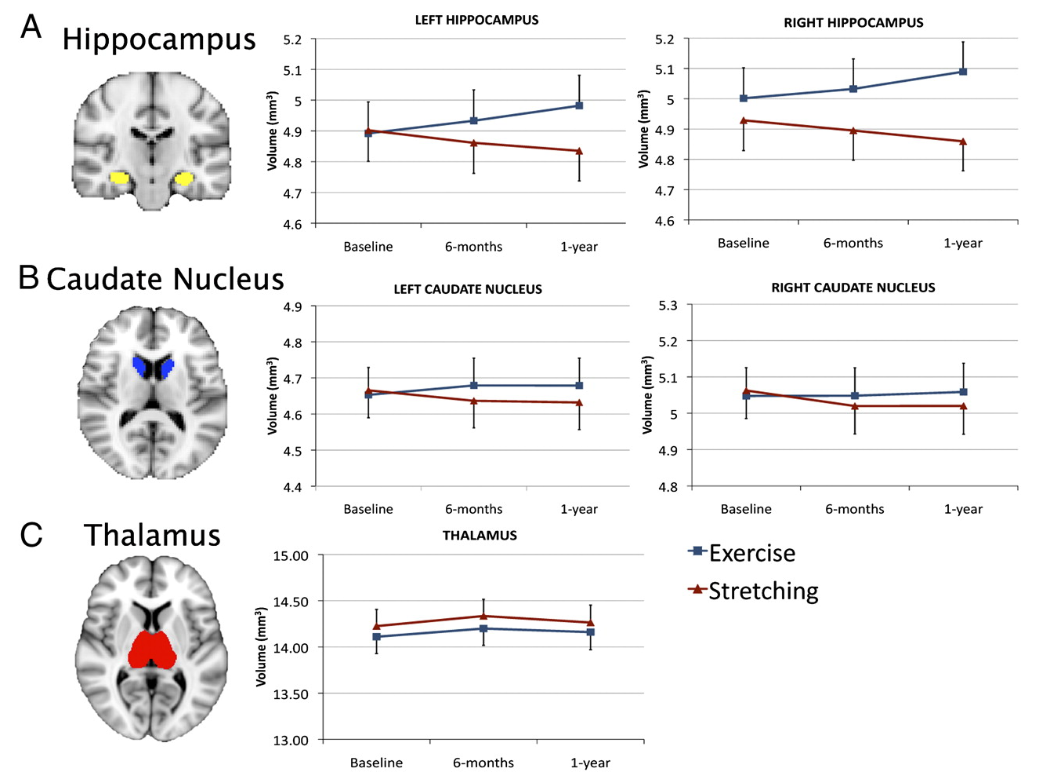 A
Hippocampus
LEFT HIPPOCAMPUS
Volume (mm³)
5.2
5.1
5
4.9
4.8
4.7
4.6
Baseline 6-months 1-year
RIGHT HIPPOCAMPUS
Volume (mm³)
5.2
5.1
5
4.9
4.8
4.7
4.6
Baseline 6-months 1-year
B
Caudate Nucleus
LEFT CAUDATE NUCLEUS
Volume (mm³)
4.9
4.8
4.7
4.6
4.5
4.4
Baseline 6-months 1-year
RIGHT CAUDATE NUCLEUS
Volume (mm³)
5.3
5.2
5.1
5
4.9
4.8
Baseline 6-months 1-year
C
Thalamus
THALAMUS
Volume (mm³)
15.00
14.50
14.00
13.50
13.00
Baseline 6-months 1-year
Exercise
Stretching